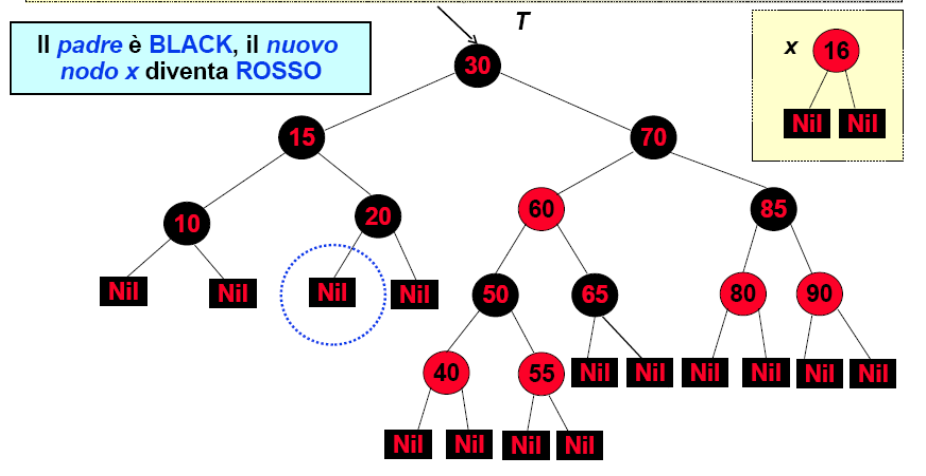 T
Il padre è BLACK, il nuovo
nodo x diventa ROSSO
x 16
Nil Nil
30
15 70
10 20 60 85
Nil Nil Nil Nil 50 65 80 90
40 55 Nil Nil Nil Nil Nil Nil
Nil Nil Nil Nil